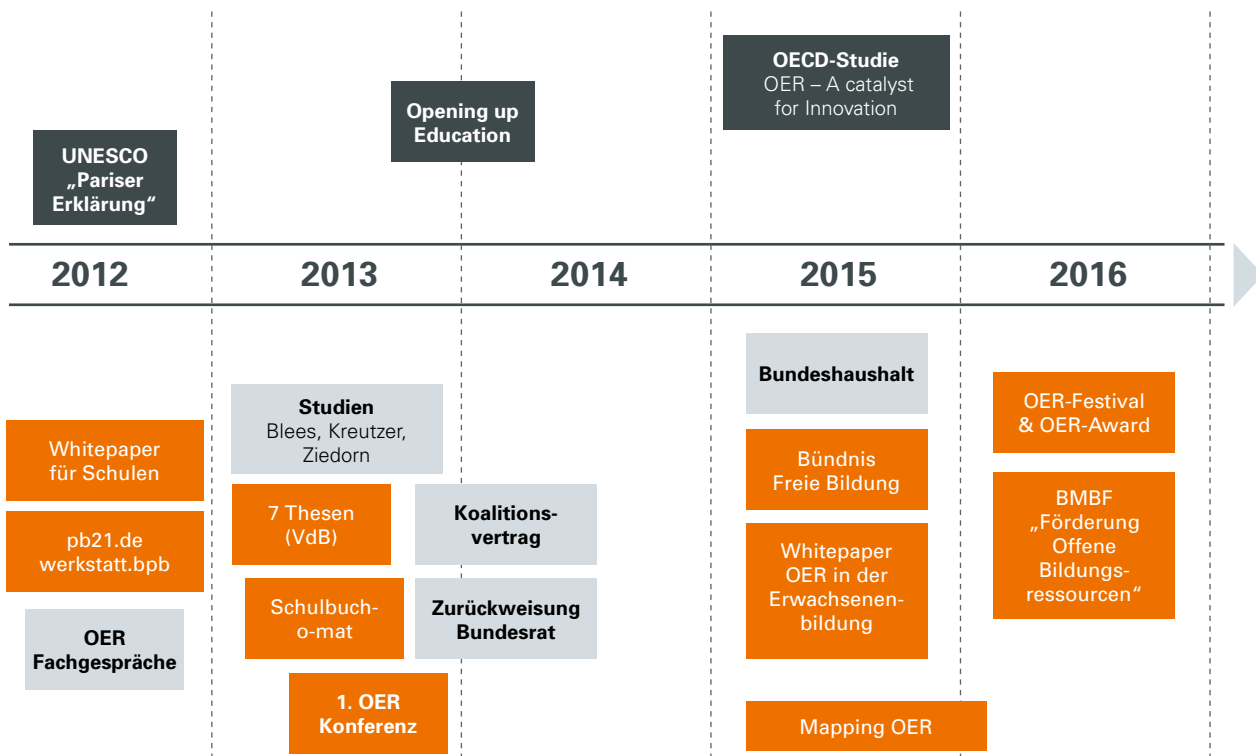 OECD-Studie
OER – A catalyst
for Innovation
Opening up
Education
UNESCO
„Pariser
Erklärung“
2012
2013
2014
2015
2016
Whitepaper
für Schulen
pb21.de
werkstatt.bpb
OER
Fachgespräche
Studien
Blees, Kreutzer,
Ziedorn
7 Thesen
(VdB)
Schulbuch-
o-mat
1. OER
Konferenz
Koalitions-
vertrag
Zurückweisung
Bundesrat
Bundeshaushalt
Bündnis
Freie Bildung
Whitepaper
OER in der
Erwachsenen-
bildung
Mapping OER
OER-Festival
& OER-Award
BMBF
„Förderung
Offene
Bildungs-
ressourcen“